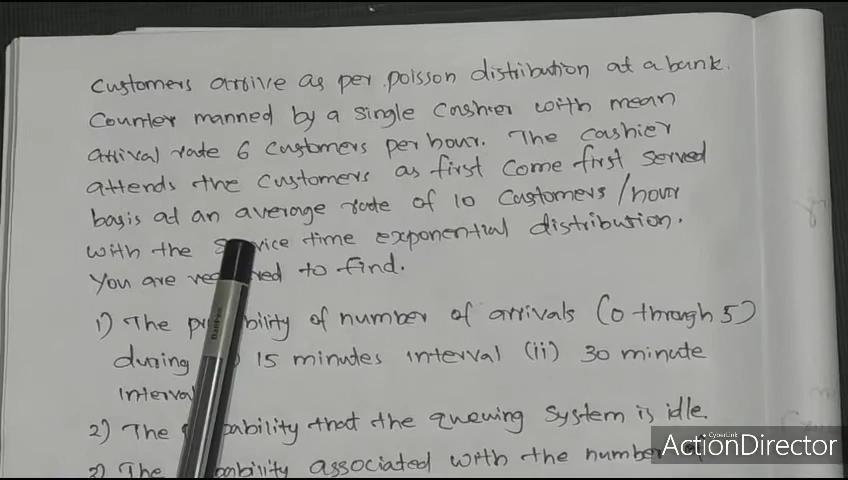 Customers arrive as per poisson distribution at a bank.
Counter manned by a single cashier with mean
arrival rate 6 customers per hour. The cashier
attends the customers as first come first served
basis at an average rate of 10 customers/hour
with the service time exponential distribution.
You are required to find.
1) The probability of number of arrivals (0 through 5)
during 15 minutes interval (ii) 30 minute
interval
2) The probability that the queuing system is idle.
The probability associated with the number of
CyberLink
ActionDirector